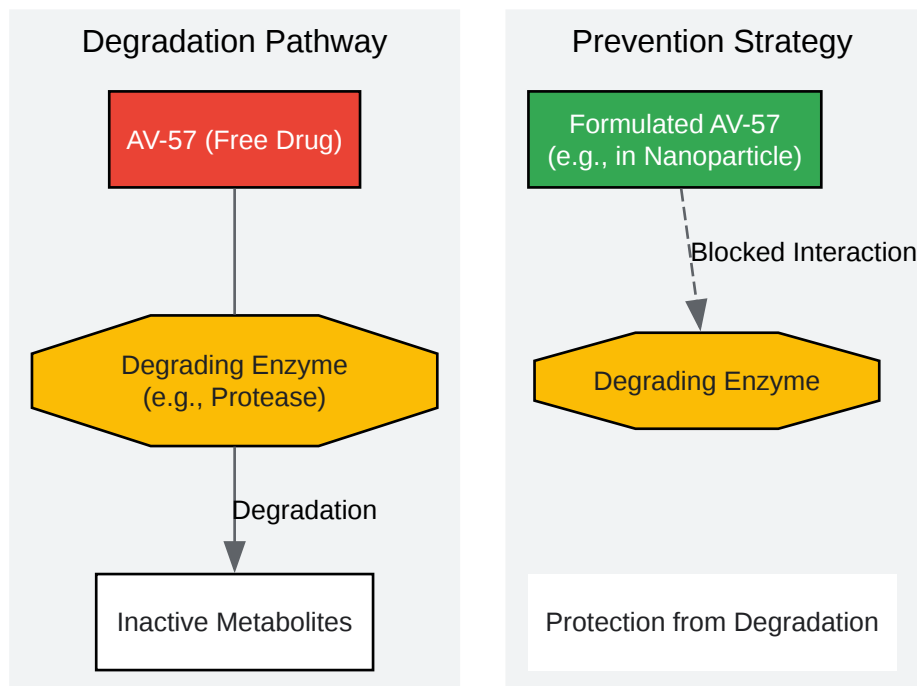 Degradation Pathway
AV-57 (Free Drug)
Degrading Enzyme
(e.g., Protease)
Degradation
Inactive Metabolites
Prevention Strategy
Formulated AV-57
(e.g., in Nanoparticle)
Blocked Interaction
Degrading Enzyme
Protection from Degradation